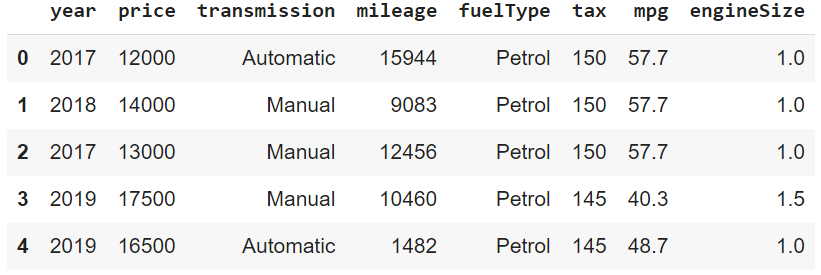 year price transmission mileage fuelType tax mpg engineSize
0 2017 12000 Automatic 15944 Petrol 150 57.7 1.0
1 2018 14000 Manual 9083 Petrol 150 57.7 1.0
2 2017 13000 Manual 12456 Petrol 150 57.7 1.0
3 2019 17500 Manual 10460 Petrol 145 40.3 1.5
4 2019 16500 Automatic 1482 Petrol 145 48.7 1.0